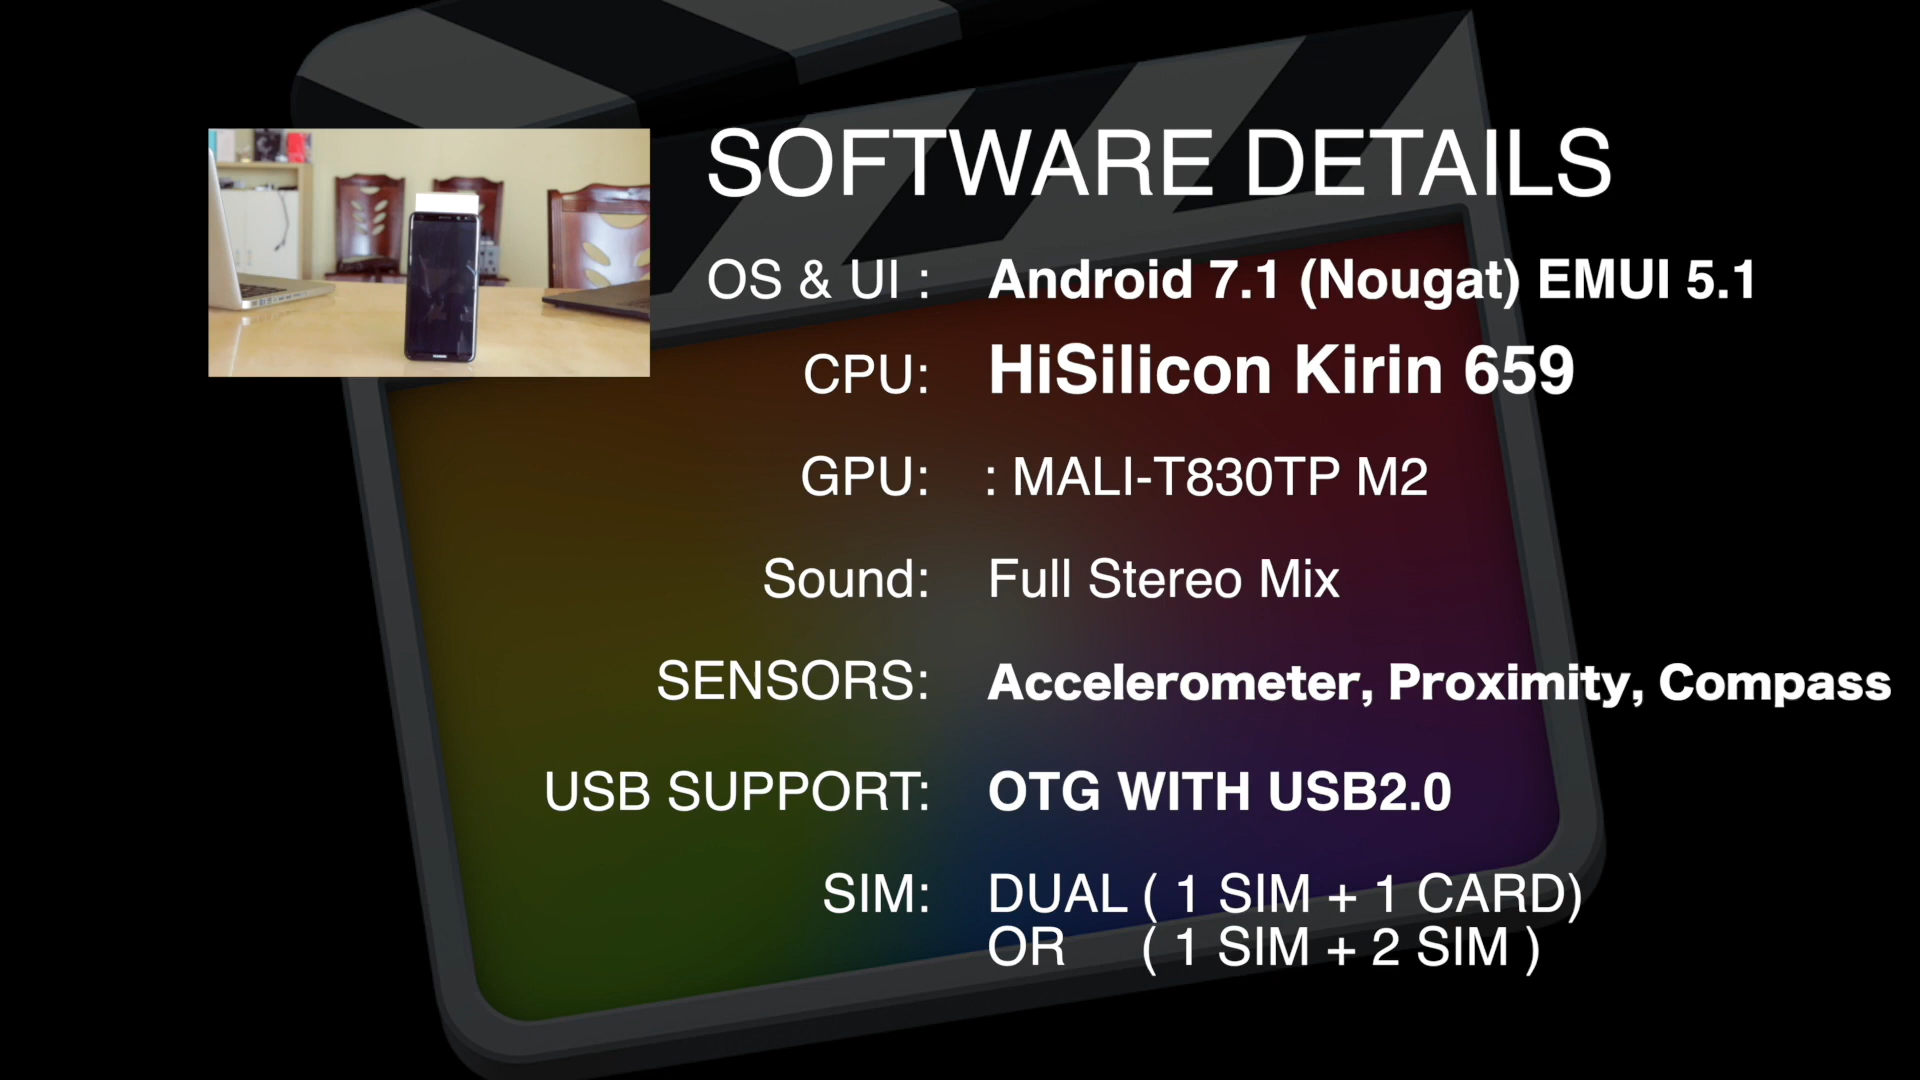 SOFTWARE DETAILS
OS & UI : Android 7.1 (Nougat) EMUI 5.1
CPU: HiSilicon Kirin 659
GPU: : MALI-T830TP M2
Sound: Full Stereo Mix
SENSORS: Accelerometer, Proximity, Compass
USB SUPPORT: OTG WITH USB2.0
SIM: DUAL ( 1 SIM + 1 CARD)
OR ( 1 SIM + 2 SIM )